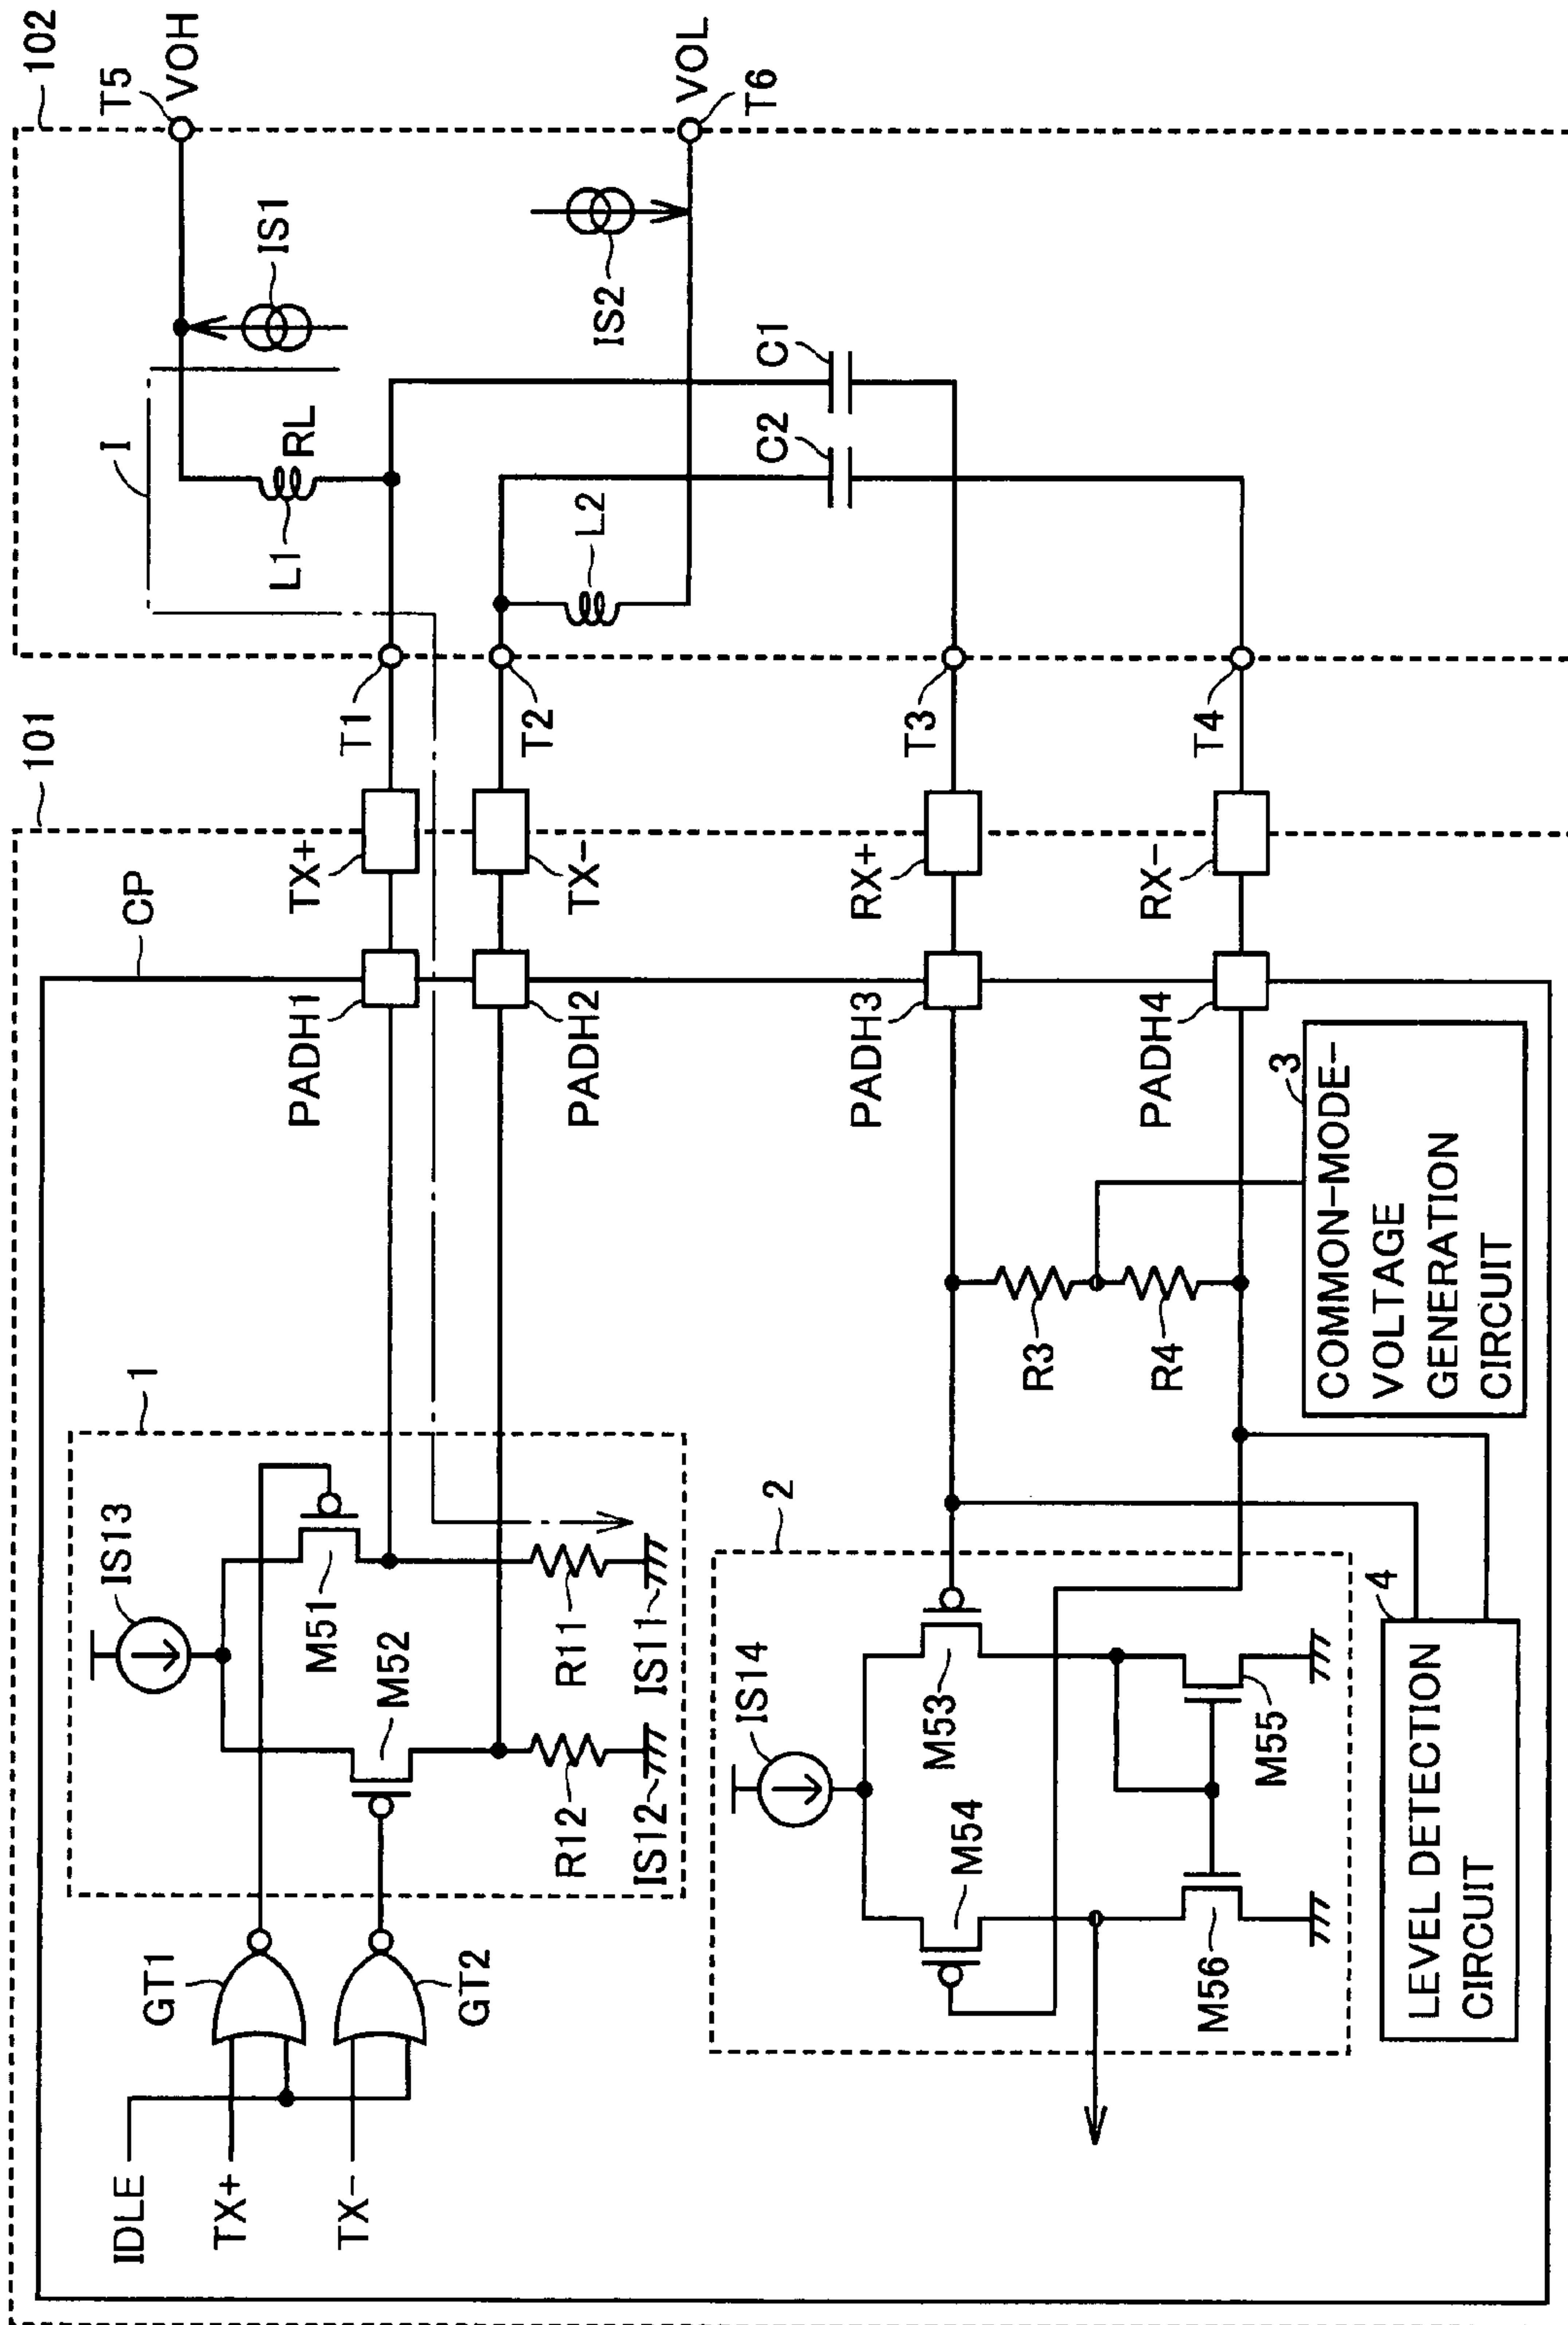 102
T5
VOH
IS1
I
RL
L1
VOL
T6
IS2
C1
C2
L2
101
T1
T2
T3
T4
CP
TX+
TX-
RX+
RX-
PADH1
PADH2
PADH3
PADH4
3
COMMON-MODE-
VOLTAGE
GENERATION
CIRCUIT
R3
R4
1
IS13
M51
M52
R11
IS11
R12
IS12
2
IS14
M53
M54
M55
M56
4
LEVEL DETECTION
CIRCUIT
GT1
GT2
IDLE
TX+
TX-